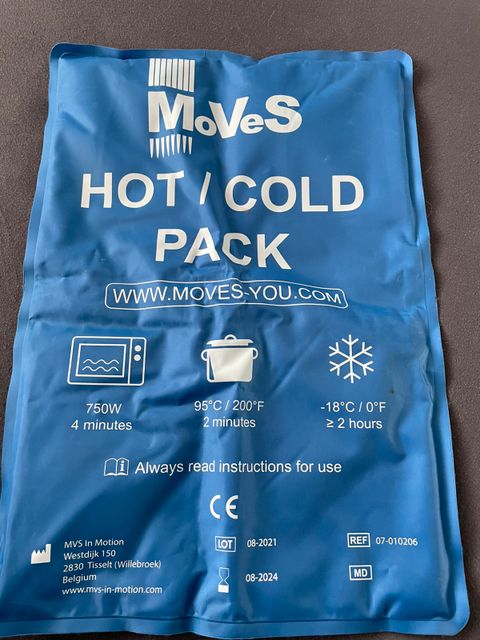 MoVeS
HOT / COLD
PACK
WWW.MOVES-YOU.COM
750W
4 minutes
95°C / 200°F
2 minutes
-18°C / 0°F
≥ 2 hours
Always read instructions for use
CE
MVS In Motion
Westdijk 150
2830 Tisselt (Willebroek)
Belgium
www.mvs-in-motion.com
LOT 08-2021
08-2024
REF 07-010206
MD